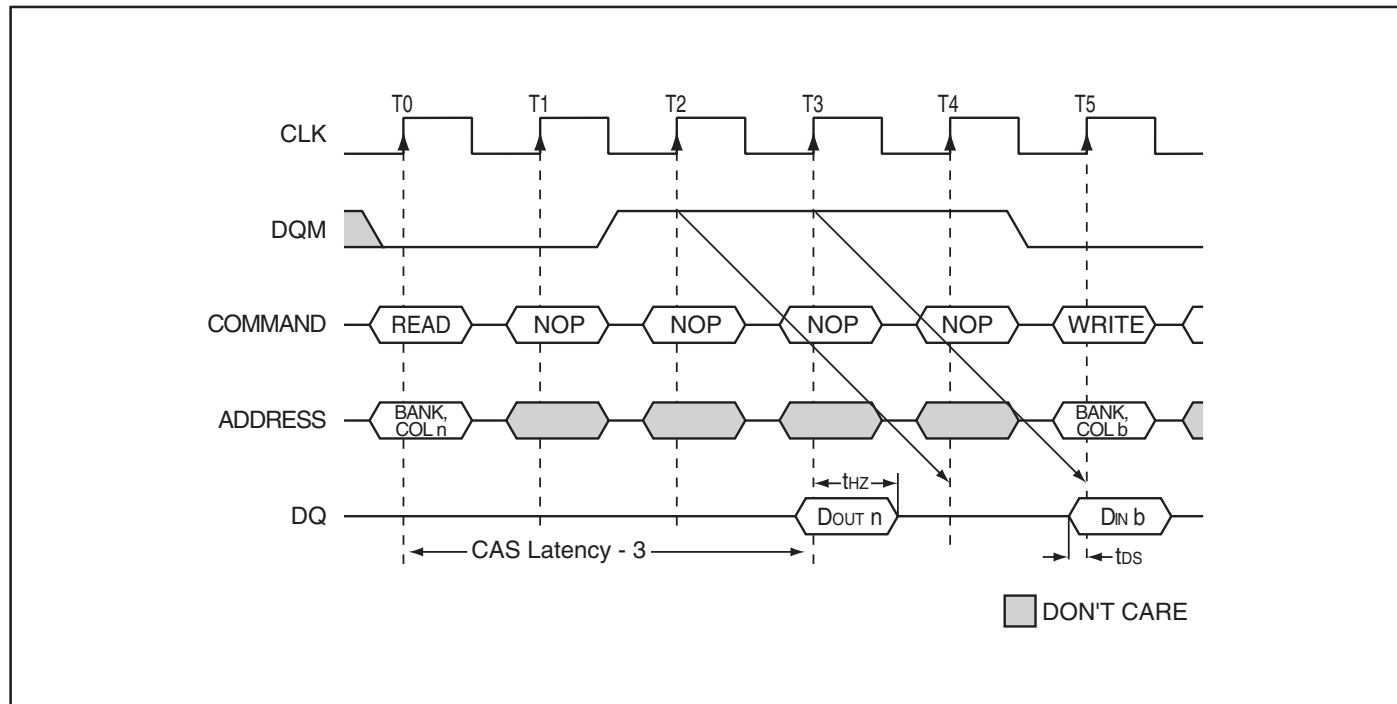 T0 T1 T2 T3 T4 T5
CLK
DQM
COMMAND READ NOP NOP NOP NOP WRITE
ADDRESS BANK, COL n BANK, COL b
tHZ
DQ DOUT n DIN b
CAS Latency - 3 tDS
DON'T CARE